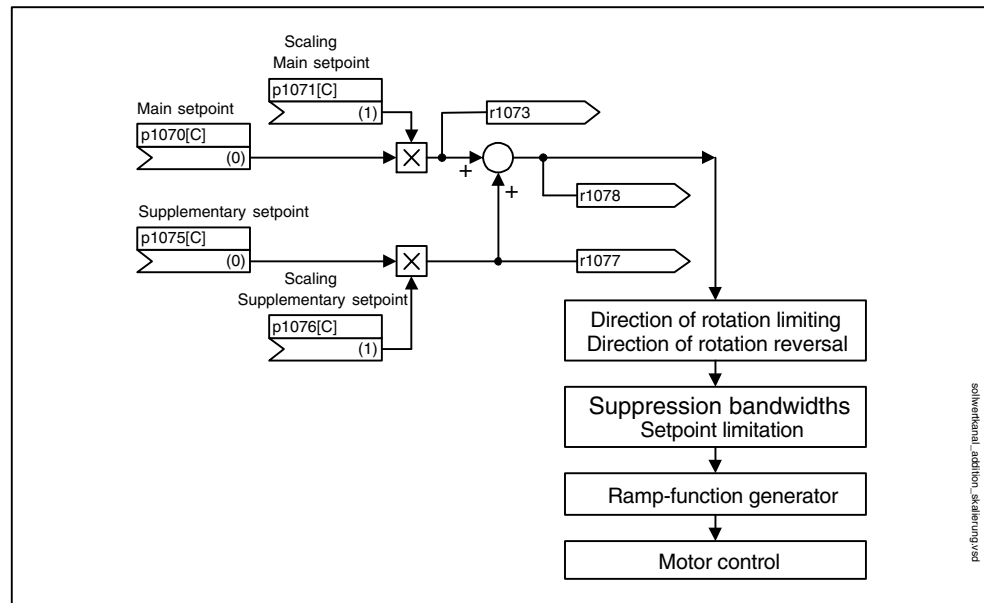 Scaling
Main setpoint
p1071[C]
(1)
r1073
Main setpoint
p1070[C]
(0)
+
+
r1078
Supplementary setpoint
p1075[C]
(0)
r1077
Scaling
Supplementary setpoint
p1076[C]
(1)
Direction of rotation limiting
Direction of rotation reversal
Suppression bandwidths
Setpoint limitation
Ramp-function generator
Motor control
sollwertkanal_addition_skalierung.vsd